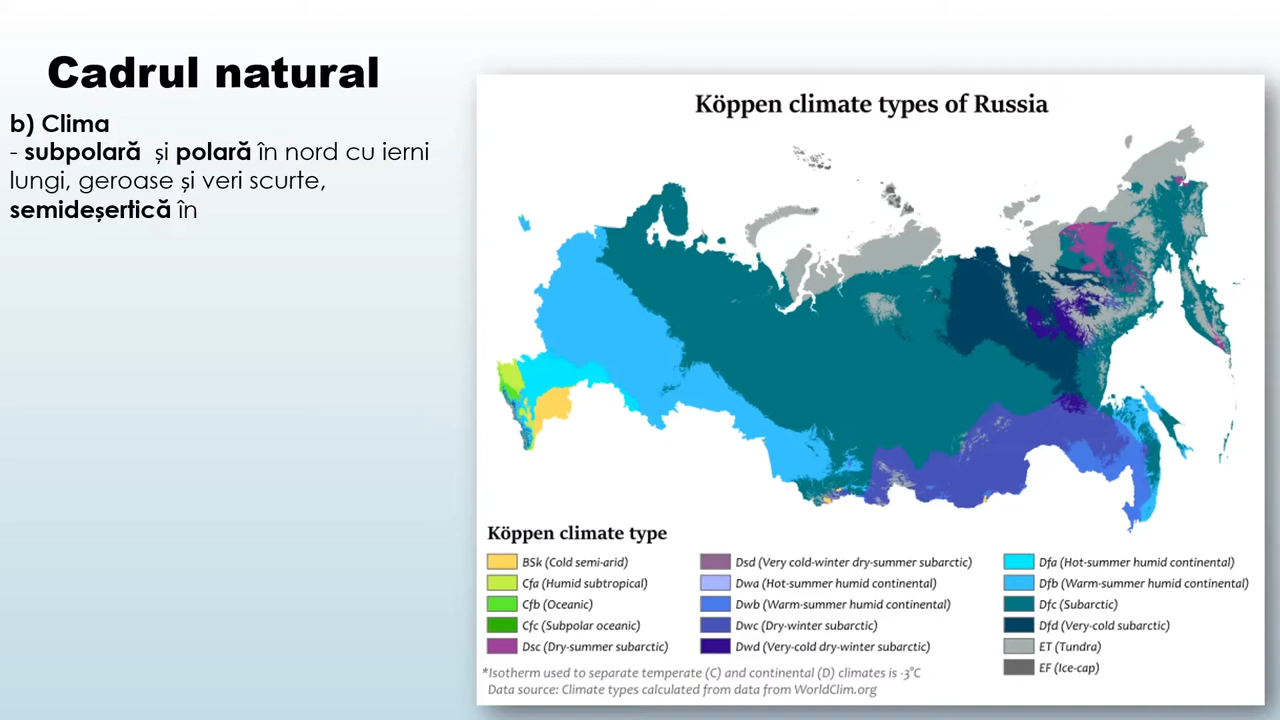 Cadrul natural
b) Clima
- subpolară și polară în nord cu ierni
lungi, geroase și veri scurte,
semideșertică în
Köppen climate types of Russia
Köppen climate type
BSk (Cold semi-arid)
Cfa (Humid subtropical)
Cfb (Oceanic)
Cfc (Subpolar oceanic)
Dsc (Dry-summer subarctic)
Dsd (Very cold-winter dry-summer subarctic)
Dwa (Hot-summer humid continental)
Dwb (Warm-summer humid continental)
Dwc (Dry-winter subarctic)
Dwd (Very-cold dry-winter subarctic)
Dfa (Hot-summer humid continental)
Dfb (Warm-summer humid continental)
Dfc (Subarctic)
Dfd (Very-cold subarctic)
ET (Tundra)
EF (Ice-cap)
*Isotherm used to separate temperate (C) and continental (D) climates is -3°C
Data source: Climate types calculated from data from WorldClim.org